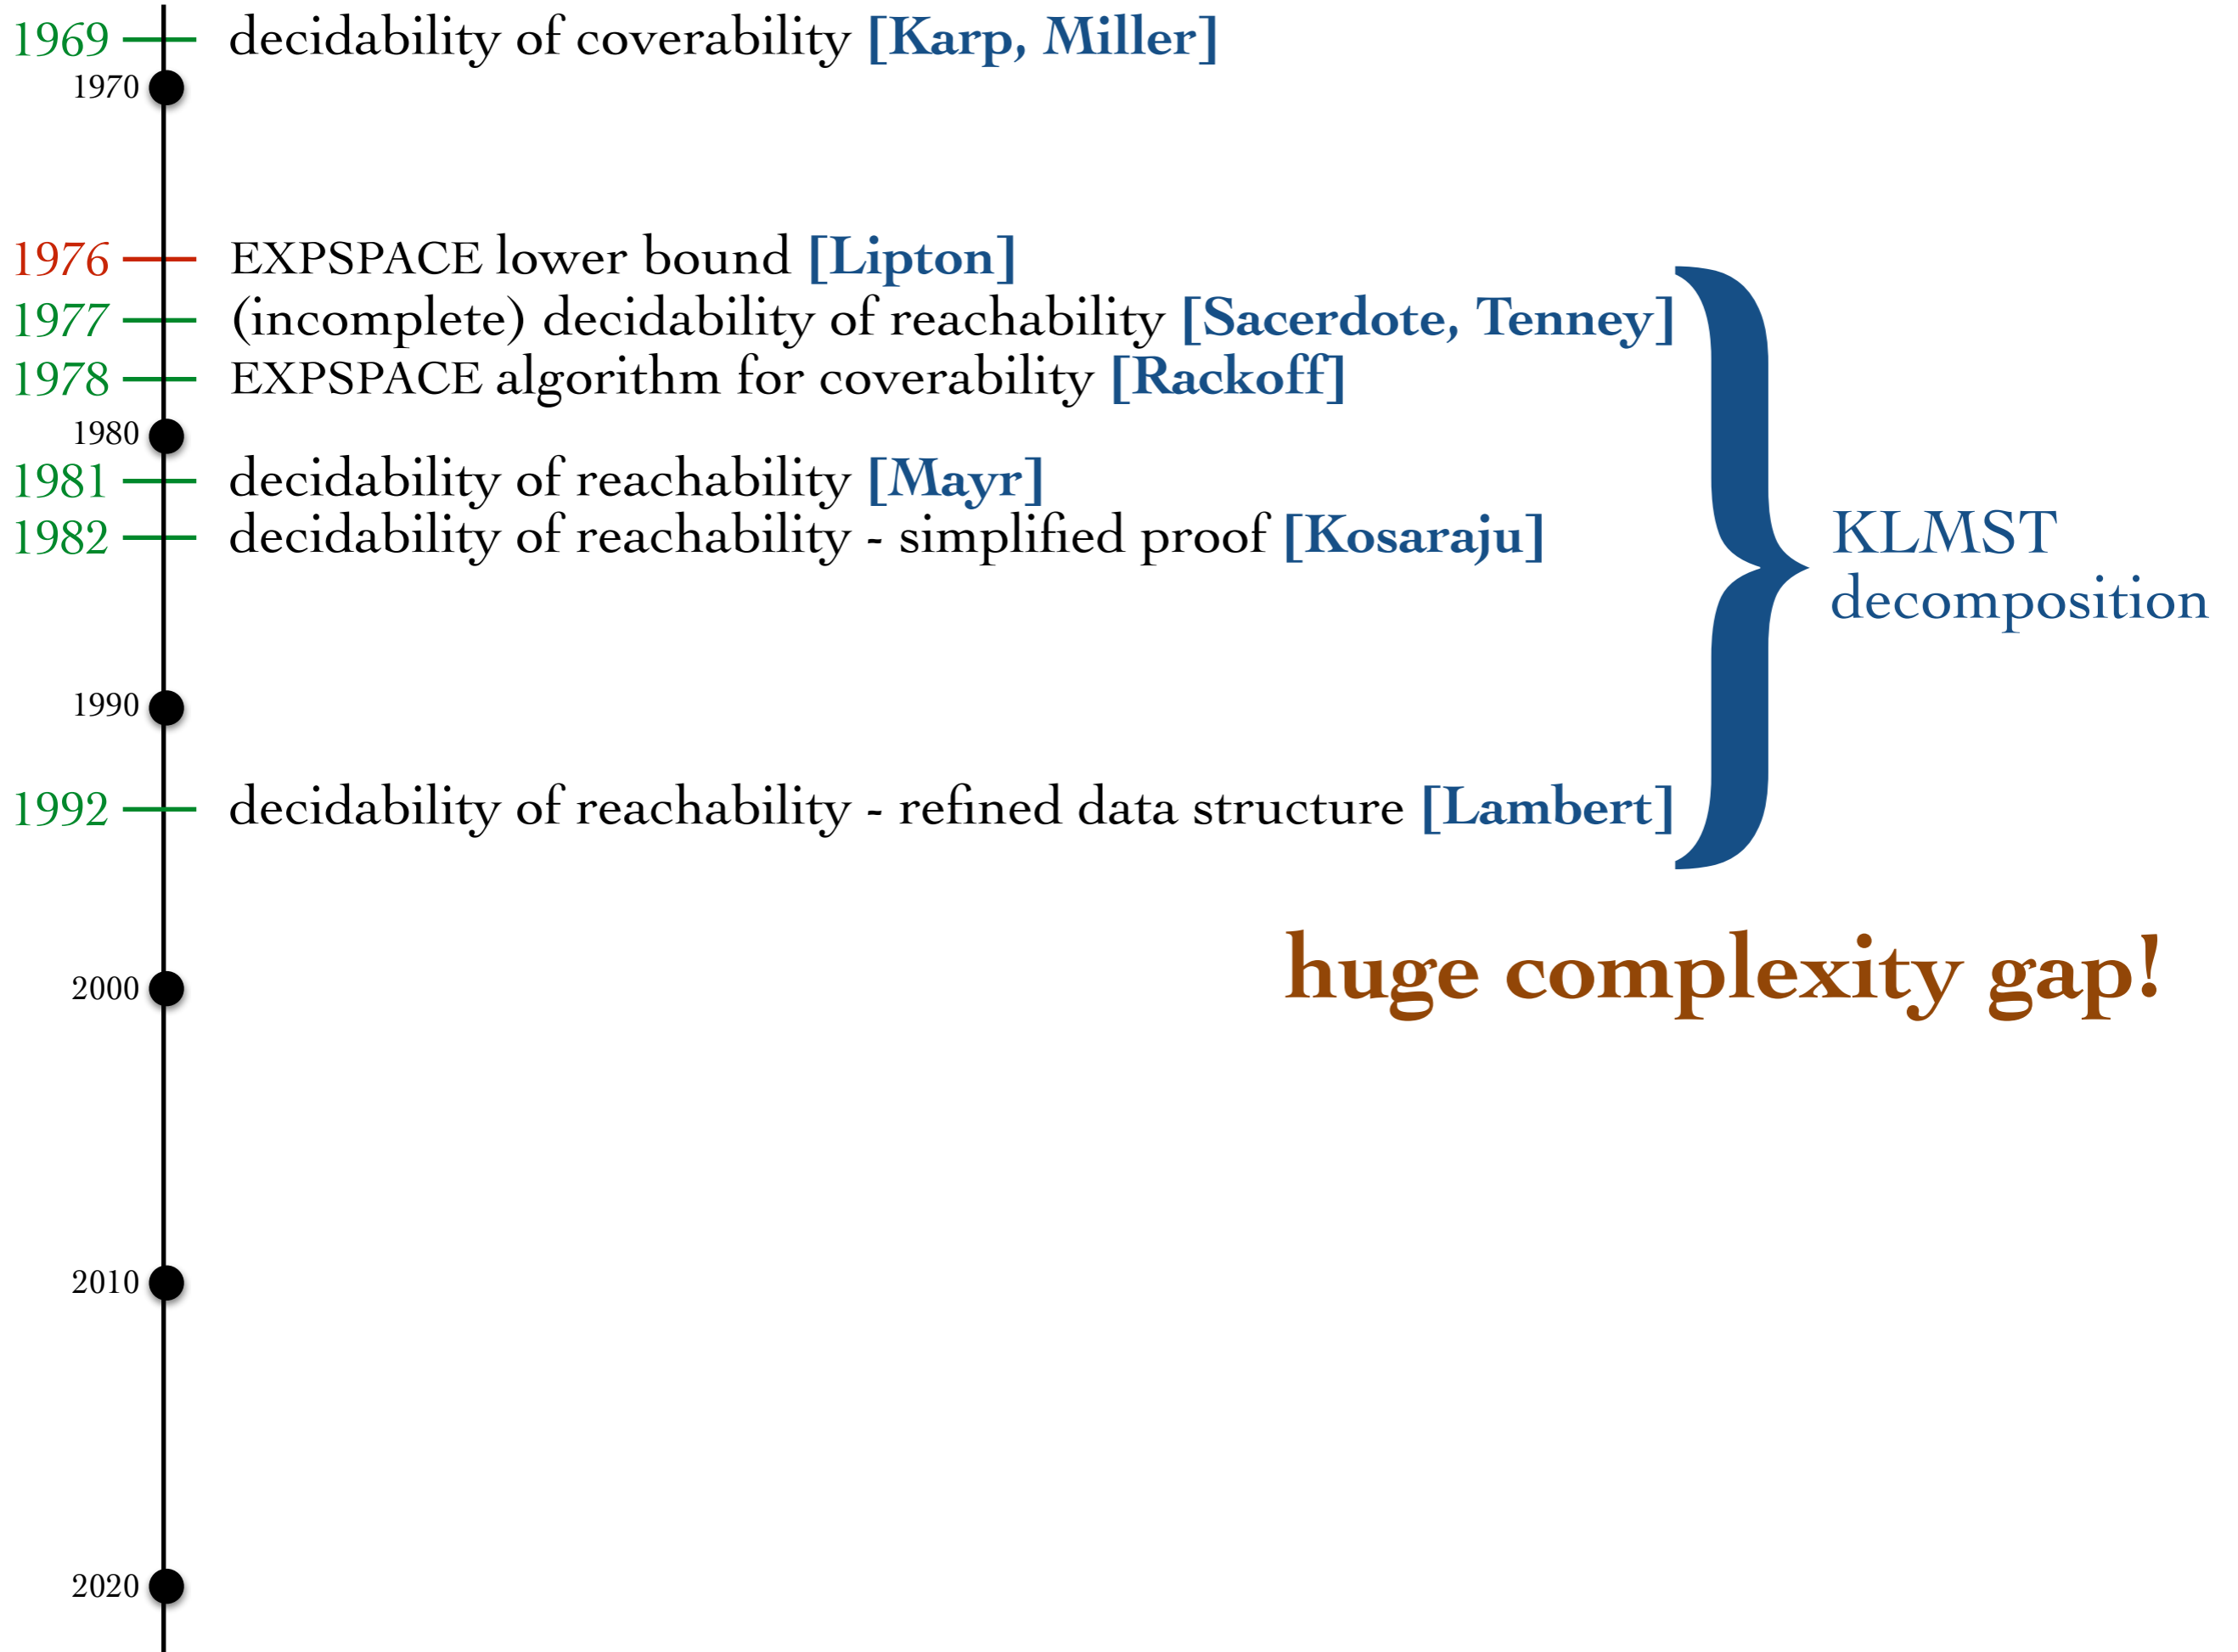 1969 decidability of coverability [Karp, Miller]
1970
1976 EXPSPACE lower bound [Lipton]
1977 (incomplete) decidability of reachability [Sacerdote, Tenney]
1978 EXPSPACE algorithm for coverability [Rackoff]
1980
1981 decidability of reachability [Mayr]
1982 decidability of reachability - simplified proof [Kosaraju]
KLMST
decomposition
1990
1992 decidability of reachability - refined data structure [Lambert]
huge complexity gap!
2000
2010
2020